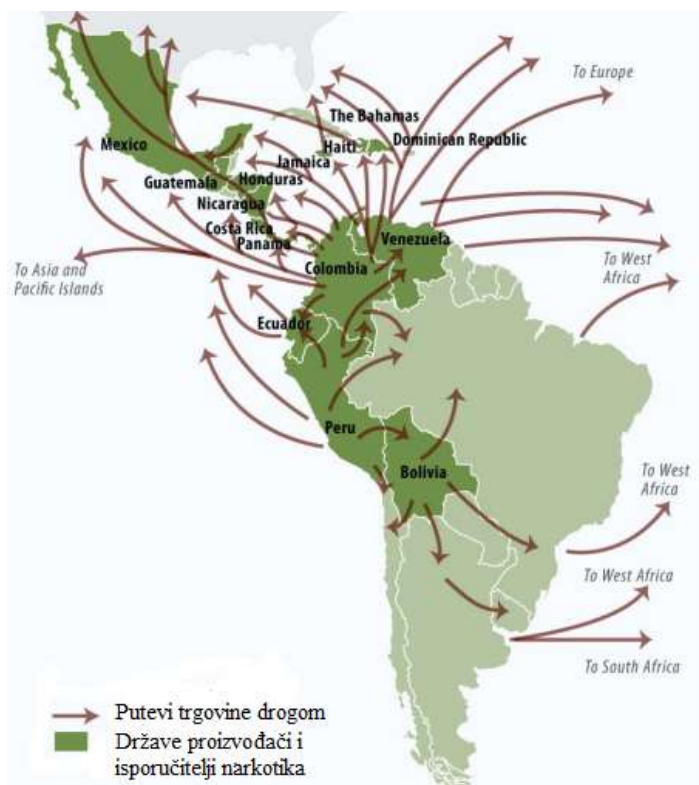 To Europe
The Bahamas
Dominican Republic
Mexico
Haiti
Jamaica
Guatemala
Honduras
Nicaragua
Costa Rica
Panama
Venezuela
Colombia
To Asia and
Pacific Islands
To West
Africa
Ecuador
Peru
Bolivia
To West
Africa
To West Africa
To South Africa
Putevi trgovine drogom
Države proizvođači i
isporučitelji narkotika